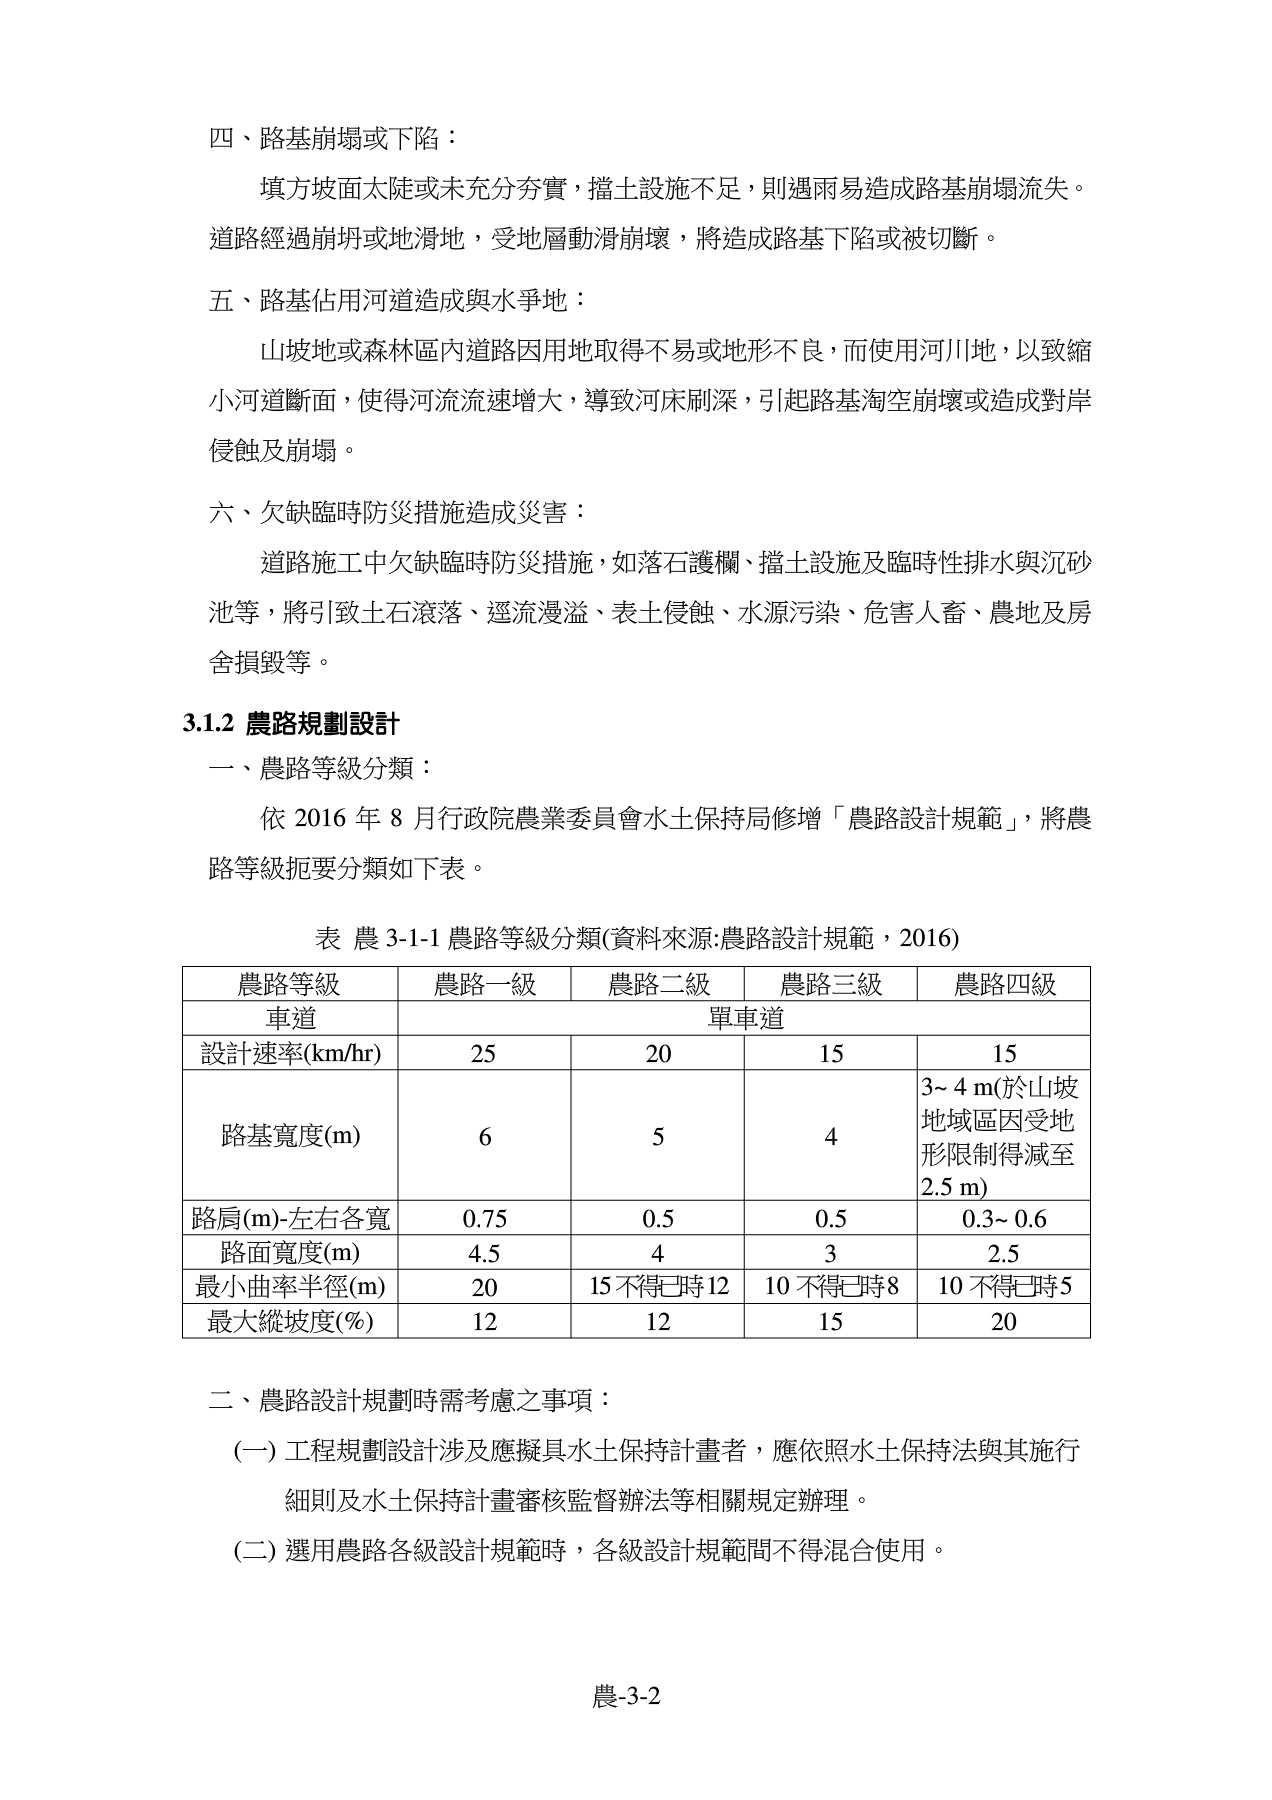 四、路基崩塌或下陷：
填方坡面太陡或未充分夯實，擋土設施不足，則遇雨易造成路基崩塌流失。
道路經過崩坍或地滑地，受地層動滑崩壞，將造成路基下陷或被切斷。
五、路基佔用河道造成與水爭地：
山坡地或森林區內道路因用地取得不易或地形不良，而使用河川地，以致縮
小河道斷面，使得河流流速增大，導致河床刷深，引起路基淘空崩壞或造成對岸
侵蝕及崩塌。
六、欠缺臨時防災措施造成災害：
道路施工中欠缺臨時防災措施，如落石護欄、擋土設施及臨時性排水與沉砂
池等，將引致土石滾落、逕流漫溢、表土侵蝕、水源污染、危害人畜、農地及房
舍損毀等。
3.1.2 農路規劃設計
一、農路等級分類：
依 2016 年 8 月行政院農業委員會水土保持局修增「農路設計規範」，將農
路等級扼要分類如下表。
表 農 3-1-1 農路等級分類(資料來源:農路設計規範，2016)
農路等級 農路一級 農路二級 農路三級 農路四級
車道 單車道
設計速率(km/hr) 25 20 15 15
路基寬度(m) 6 5 4 3~ 4 m(於山坡
地域區因受地
形限制得減至
2.5 m)
路肩(m)-左右各寬 0.75 0.5 0.5 0.3~ 0.6
路面寬度(m) 4.5 4 3 2.5
最小曲率半徑(m) 20 15 不得已時 12 10 不得已時 8 10 不得已時 5
最大縱坡度(%) 12 12 15 20
二、農路設計規劃時需考慮之事項：
(一) 工程規劃設計涉及應擬具水土保持計畫者，應依照水土保持法與其施行
細則及水土保持計畫審核監督辦法等相關規定辦理。
(二) 選用農路各級設計規範時，各級設計規範間不得混合使用。
農-3-2